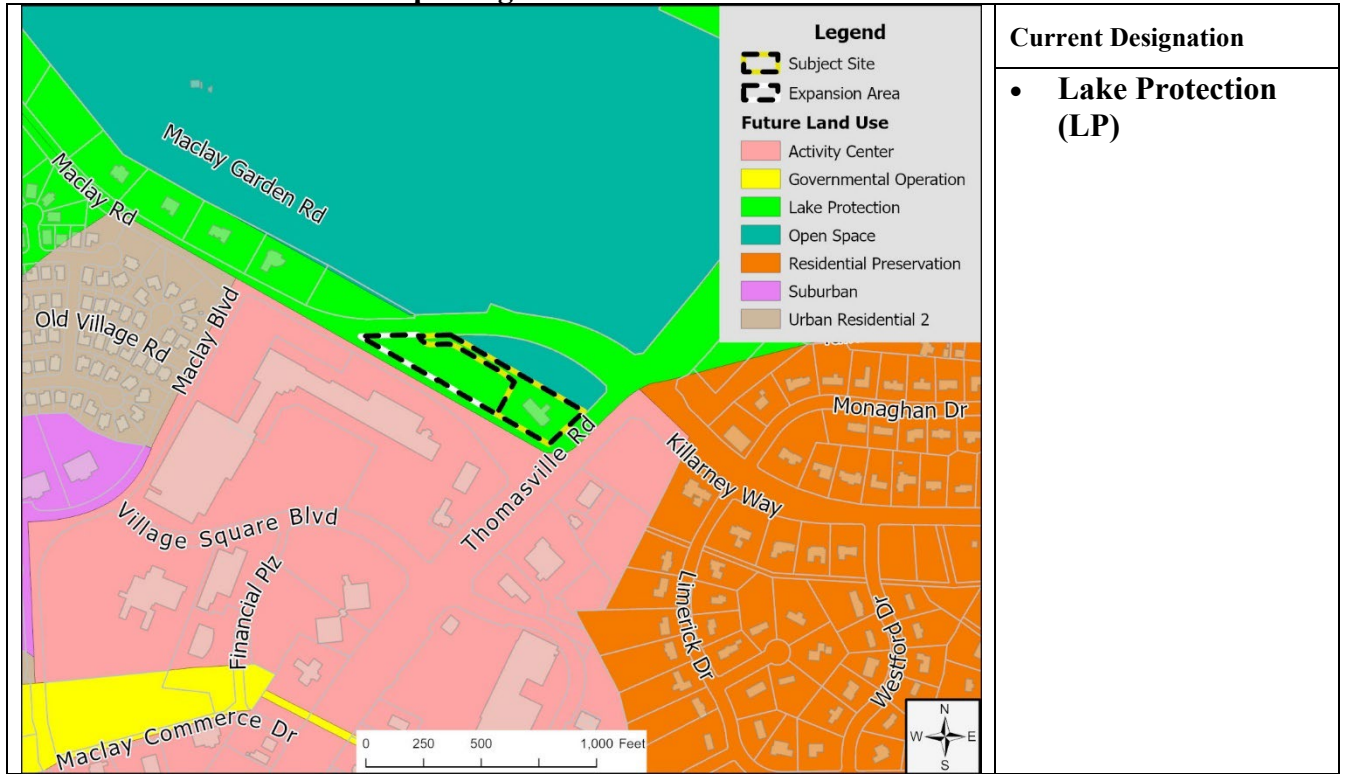 Legend
Subject Site
Expansion Area
Future Land Use
Activity Center
Governmental Operation
Lake Protection
Open Space
Residential Preservation
Suburban
Urban Residential 2
Maclay Garden Rd
Maclay Rd
Old Village Rd
Maclay Blvd
Monaghan Dr
Killarney Way
Thomasville Rd
Village Square Blvd
Financial Plz
Limerick Dr
Westford Dr
Maclay Commerce Dr
0 250 500 1,000 Feet
N
W E
S
Current Designation
• Lake Protection
(LP)